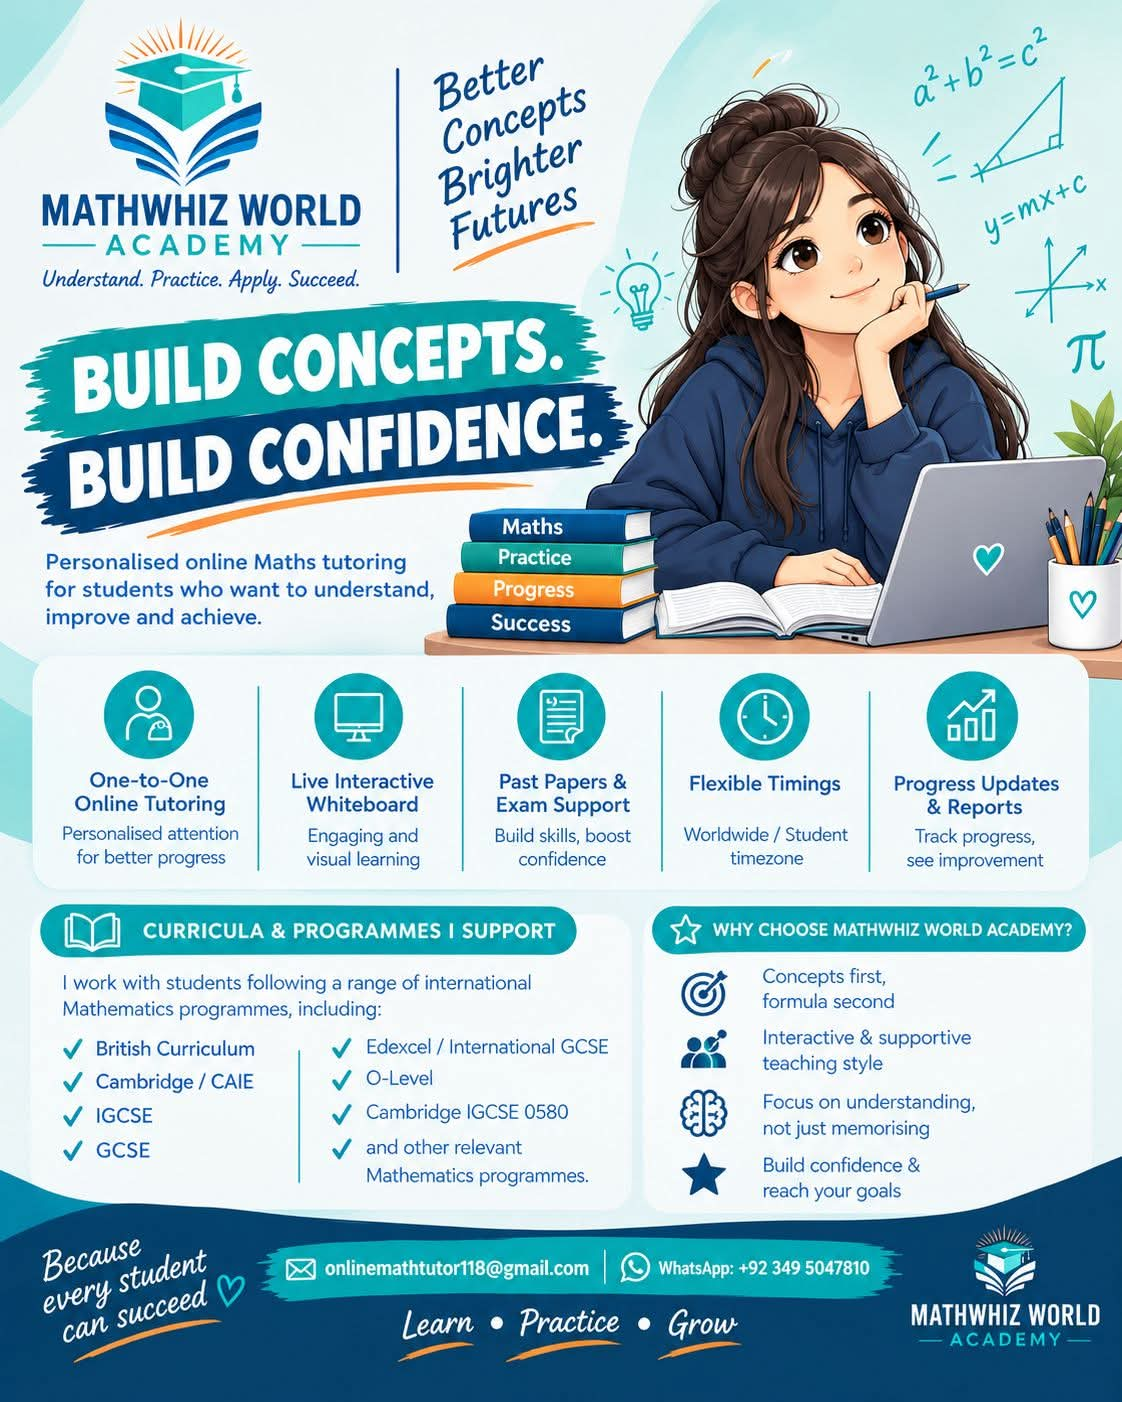 MATHWHIZ WORLD
ACADEMY
Understand. Practice. Apply. Succeed.
Better
Concepts
Brighter
Futures
a²+b²=c²
y=mx+c
x
π
BUILD CONCEPTS.
BUILD CONFIDENCE.
Personalised online Maths tutoring
for students who want to understand,
improve and achieve.
Maths
Practice
Progress
Success
One-to-One
Online Tutoring
Personalised attention
for better progress
Live Interactive
Whiteboard
Engaging and
visual learning
Past Papers &
Exam Support
Build skills, boost
confidence
Flexible Timings
Worldwide / Student
timezone
Progress Updates
& Reports
Track progress,
see improvement
CURRICULA & PROGRAMMES I SUPPORT
I work with students following a range of international
Mathematics programmes, including:
British Curriculum
Cambridge / CAIE
IGCSE
GCSE
Edexcel / International GCSE
O-Level
Cambridge IGCSE 0580
and other relevant
Mathematics programmes.
WHY CHOOSE MATHWHIZ WORLD ACADEMY?
Concepts first,
formula second
Interactive & supportive
teaching style
Focus on understanding,
not just memorising
Build confidence &
reach your goals
Because
every student
can succeed
onlinemathtutor118@gmail.com
WhatsApp: +92 349 5047810
Learn • Practice • Grow
MATHWHIZ WORLD
ACADEMY